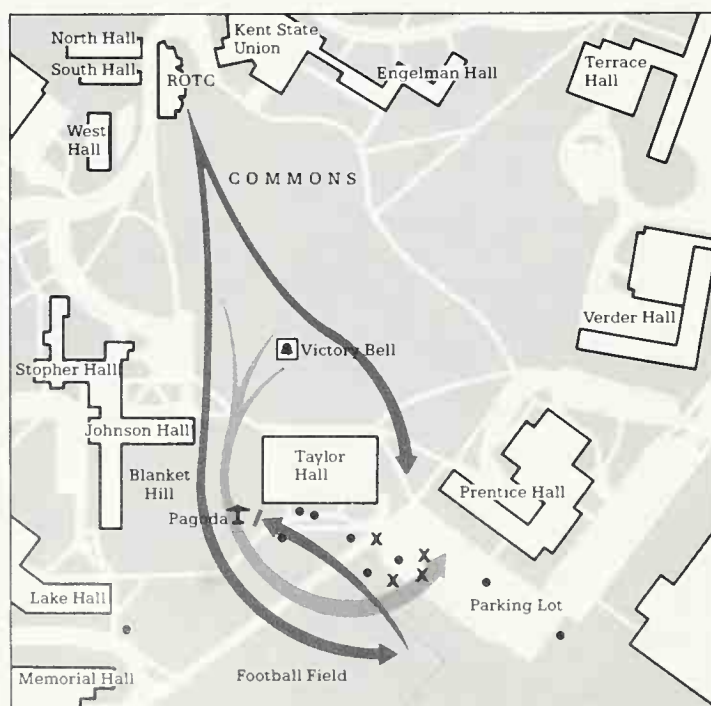 North Hall
South Hall
ROTC
Kent State
Union
Engelman Hall
Terrace
Hall
West
Hall
COMMONS
Verder Hall
Victory Bell
Stopher Hall
Johnson Hall
Taylor
Hall
Blanket
Hill
Prentice Hall
Pagoda
X
X
X
X
Lake Hall
Parking Lot
Football Field
Memorial Hall